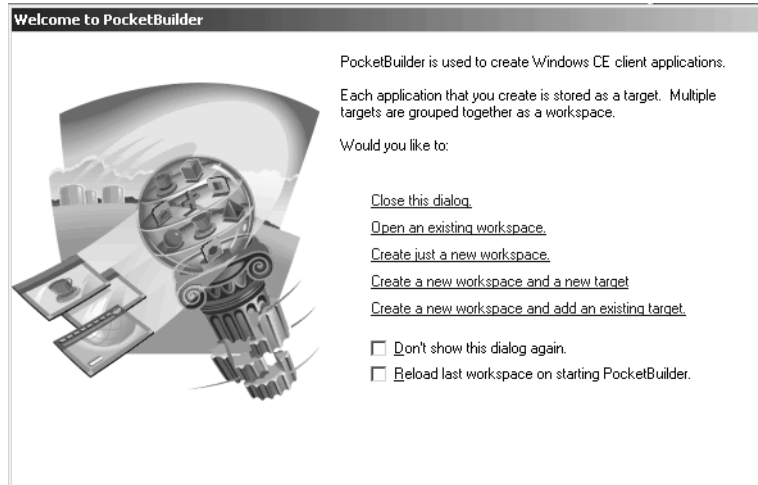 Welcome to PocketBuilder
PocketBuilder is used to create Windows CE client applications.
Each application that you create is stored as a target. Multiple
targets are grouped together as a workspace.
Would you like to:
Close this dialog.
Open an existing workspace.
Create just a new workspace.
Create a new workspace and a new target
Create a new workspace and add an existing target.
Don't show this dialog again.
Reload last workspace on starting PocketBuilder.